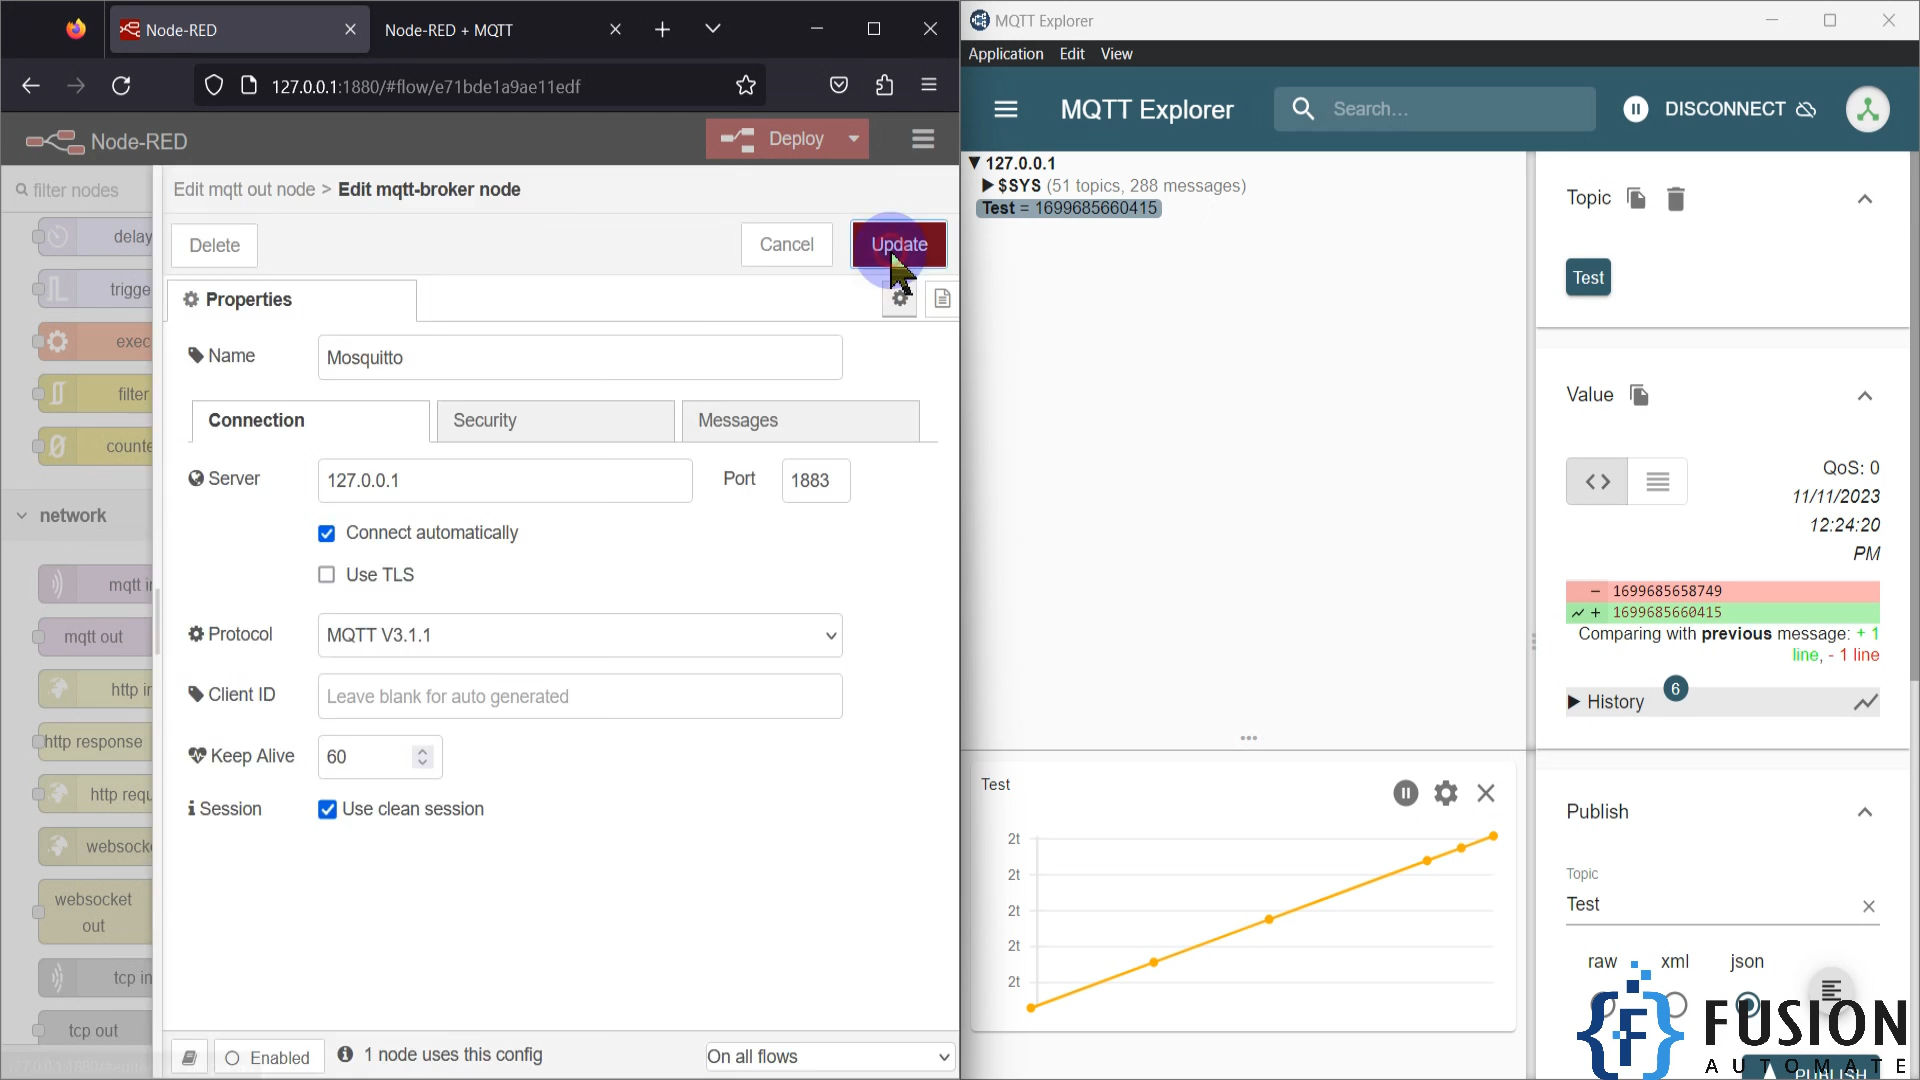 Node-RED
Node-RED + MQTT
127.0.0.1:1880/#flow/e71bde1a9ae11edf
Node-RED
Deploy
filter nodes
delay
trigge
exec
filter
counte
network
mqtt i
mqtt out
http i
http response
http requ
websocke
websocket
out
tcp in
tcp out
Edit mqtt out node > Edit mqtt-broker node
Delete
Cancel
Update
Properties
Name
Mosquitto
Connection
Security
Messages
Server
127.0.0.1
Port
1883
Connect automatically
Use TLS
Protocol
MQTT V3.1.1
Client ID
Leave blank for auto generated
Keep Alive
60
Session
Use clean session
Enabled
1 node uses this config
On all flows
MQTT Explorer
Application Edit View
MQTT Explorer
Search...
DISCONNECT
127.0.0.1
$SYS (51 topics, 288 messages)
Test = 1699685660415
Topic
Test
Value
QoS: 0
11/11/2023
12:24:20
PM
- 1699685658749
+ 1699685660415
Comparing with previous message: + 1
line, - 1 line
History
6
Test
2t
2t
2t
2t
2t
Publish
Topic
Test
raw
xml
json
PUBLISH
FUSION
AUTOMATE